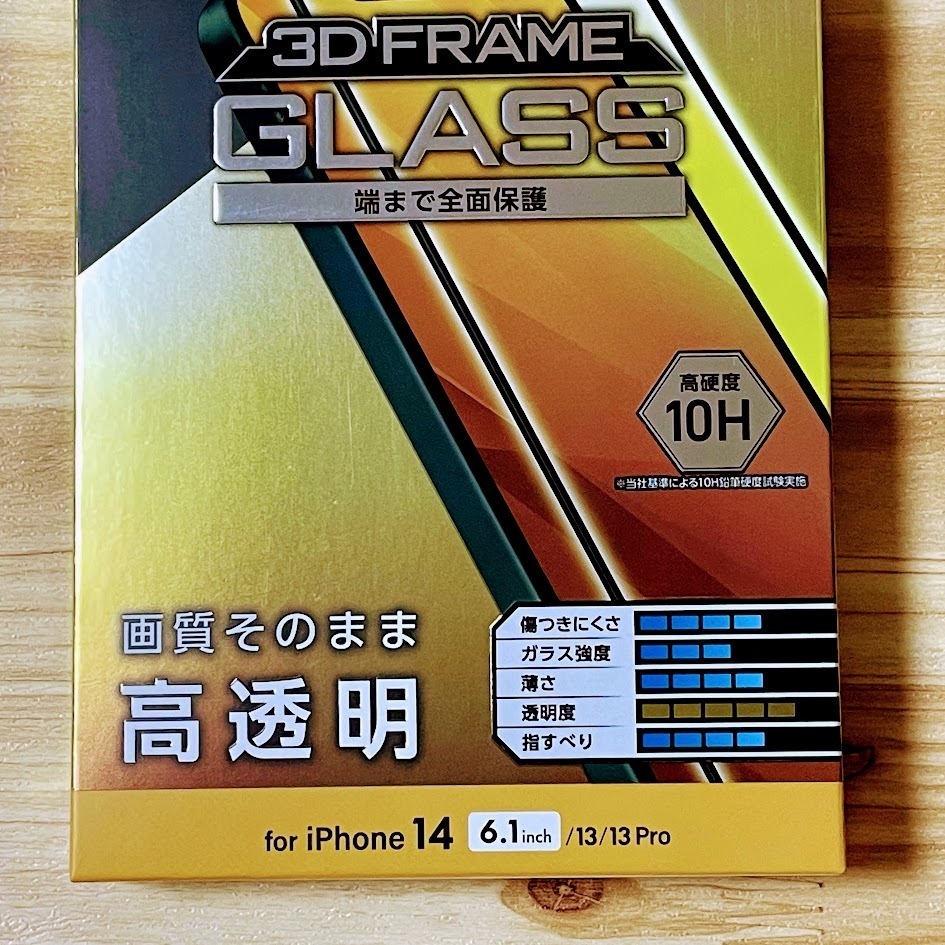 3D FRAME
GLASS
端まで全面保護
高硬度
10H
※当社基準による10H鉛筆硬度試験実施
画質そのまま
高透明
傷つきにくさ
ガラス強度
薄さ
透明度
指すべり
for iPhone 14 6.1inch /13/13 Pro